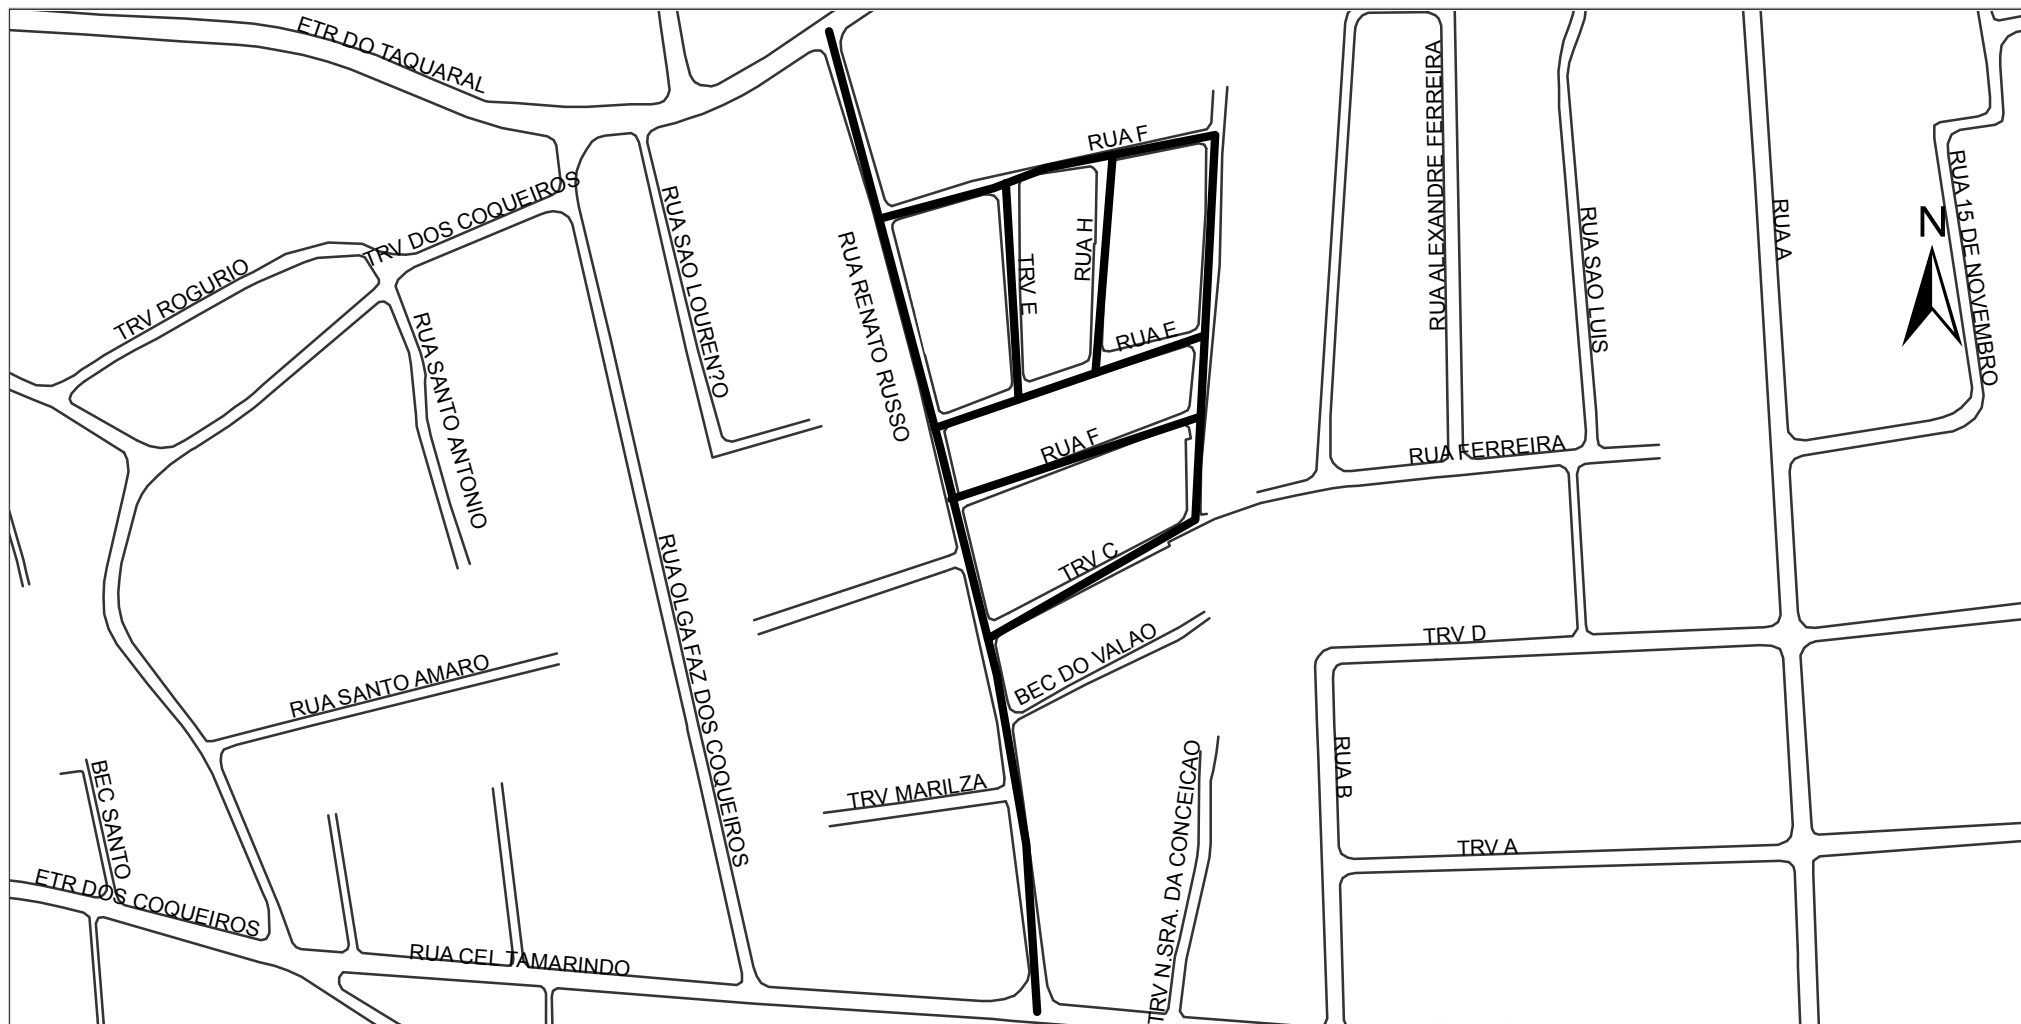 ETR DO TAQUARAL
RUA F
RUA ALEXANDRE FERREIRA
RUA 15 DE NOVEMBRO
TRV DOS COQUEIROS
RUA SAO LOUREN?O
RUA H
RUA SAO LUIS
RUA A
N
TRV ROGURIO
RUA RENATO RUSSO
TRV E
RUA SANTO ANTONIO
RUA F
RUA F
RUA FERREIRA
RUA OLGA FAZ DOS COQUEIROS
TRV C
RUA SANTO AMARO
BEC DO VALAO
TRV D
BEC SANTO
TRV MARILZA
TRV N.SRA. DA CONCEICAO
RUA B
TRV A
ETR DOS COQUEIROS
RUA CEL TAMARINDO